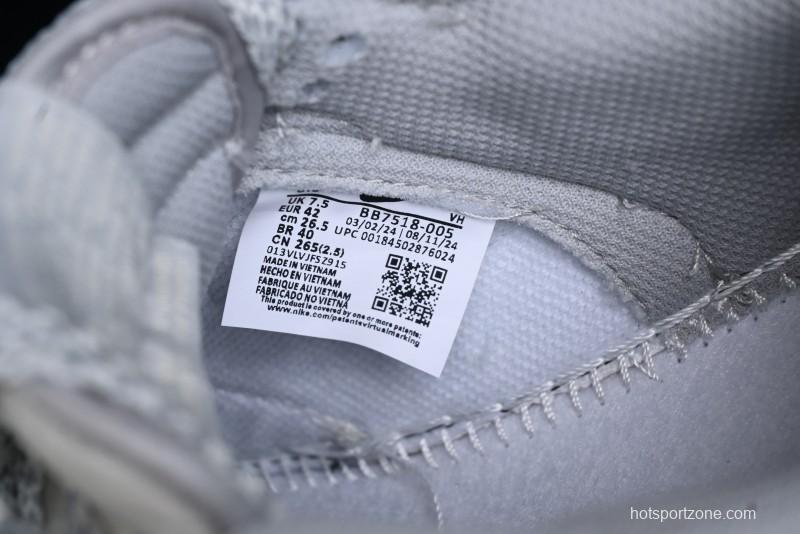 UK 7.5
EUR 42
cm 26.5
BR 40
CN 265(2.5)
013VLVJFSZ915
MADE IN VIETNAM
HECHO EN VIETNAM
FABRIQUE AU VIETNAM
FABRICADO NO VIETNA
This product is covered by one or more patents:
www.nike.com/patentevirtualmarking
VH
BB7518-005
03/02/24 | 08/11/24
UPC 00184502876024
hotsportzone.com